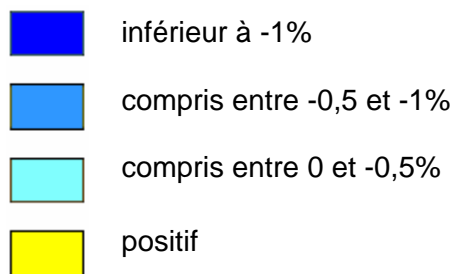 inférieur à -1%
compris entre -0,5 et -1%
compris entre 0 et -0,5%
positif